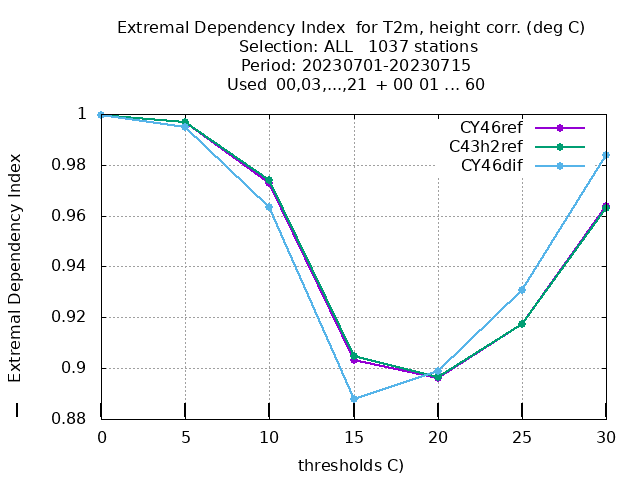 Extremal Dependency Index  for T2m, height corr. (deg C)
Selection: ALL   1037 stations
Period: 20230701-20230715
Used  00,03,...,21  + 00 01 ... 60
CY46ref
C43h2ref
CY46dif
1
0.98
0.96
0.94
0.92
0.9
0.88
Extremal Dependency Index
0 5 10 15 20 25 30
thresholds C)